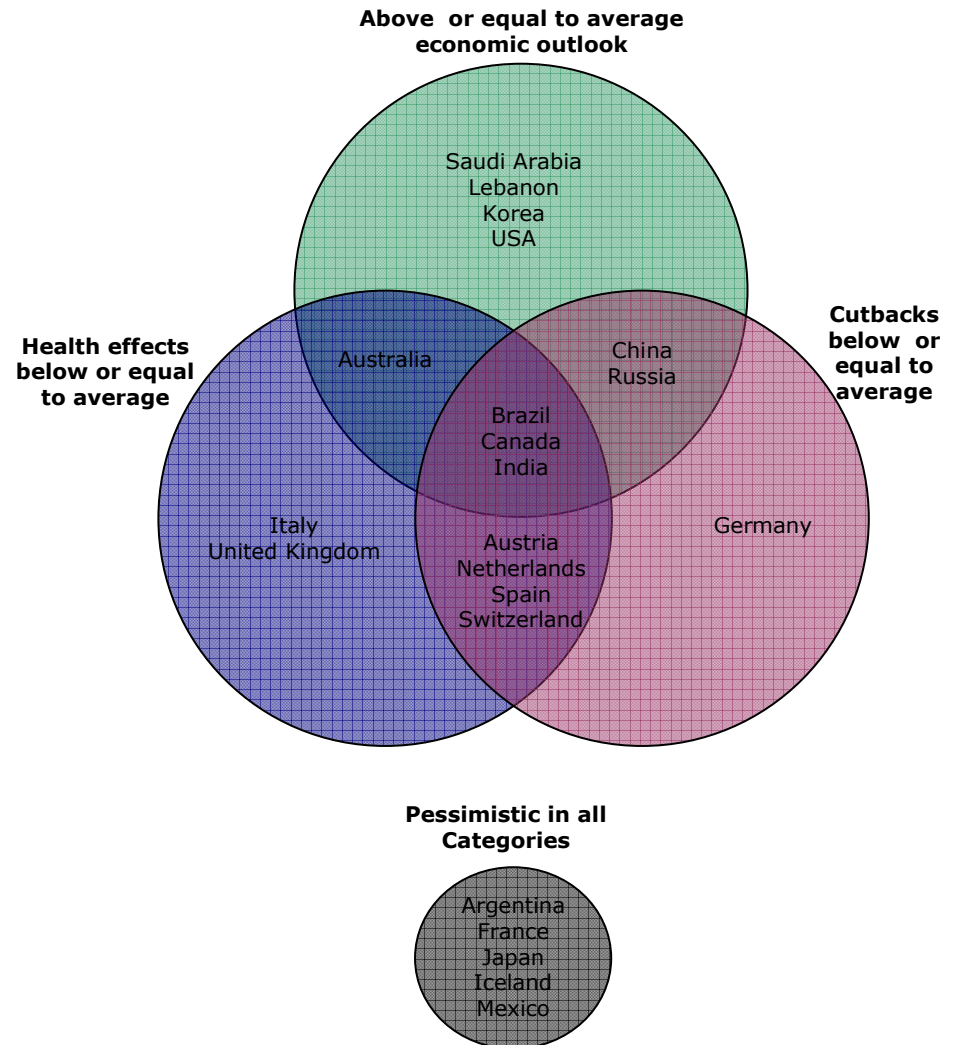 Above or equal to average
economic outlook
Saudi Arabia
Lebanon
Korea
USA
Health effects
below or equal
to average
Cutbacks
below or
equal to
average
Australia
China
Russia
Brazil
Canada
India
Italy
United Kingdom
Austria
Netherlands
Spain
Switzerland
Germany
Pessimistic in all
Categories
Argentina
France
Japan
Iceland
Mexico